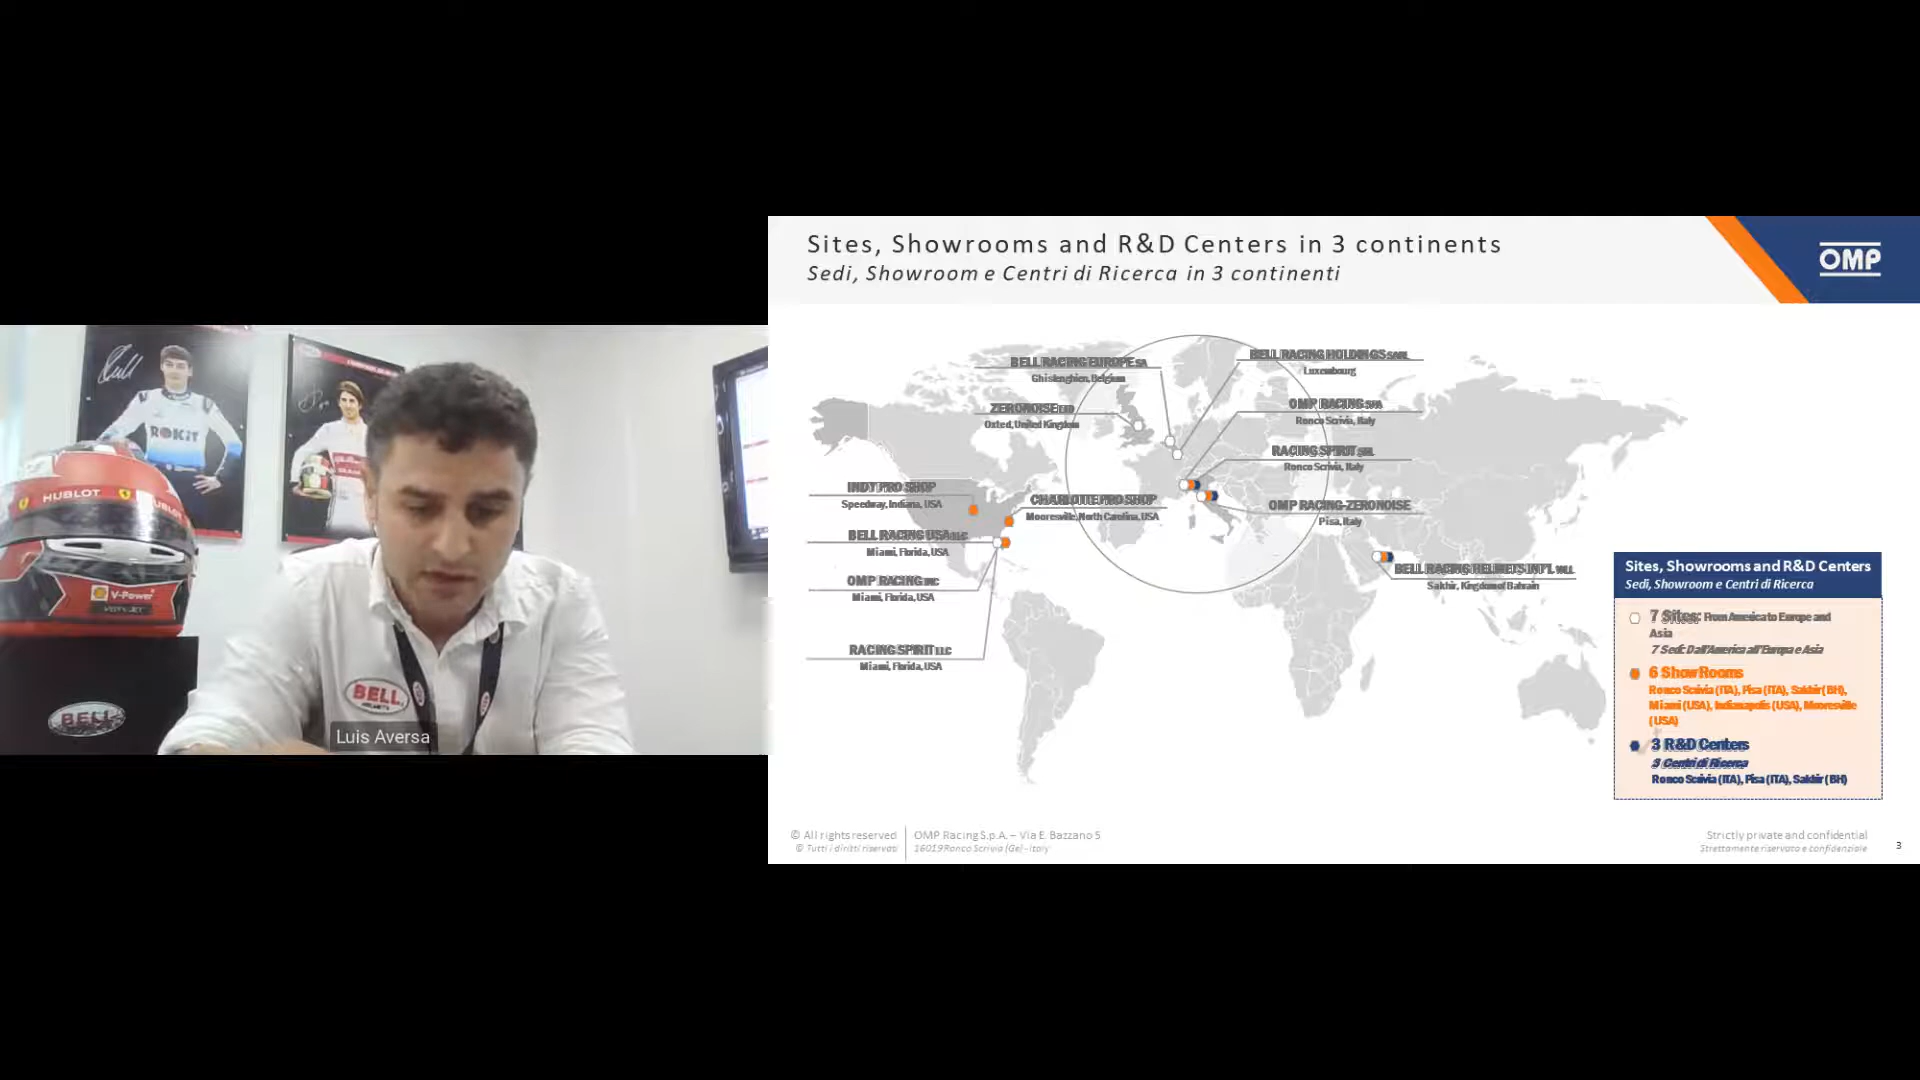 ROKiT
HUBLOT
V-Power
BELL
HELMETS
BELL
Luis Aversa
Sites, Showrooms and R&D Centers in 3 continents
Sedi, Showroom e Centri di Ricerca in 3 continenti
OMP
BELL RACING EUROPE SA
Ghislenghien, Belgium
BELL RACING HOLDINGS SARL
Luxembourg
ZERONOISE LTD
Oxted, United Kingdom
OMP RACING SPA
Ronco Scrivia, Italy
RACING SPIRIT SRL
Ronco Scrivia, Italy
INDY PRO SHOP
Speedway, Indiana, USA
CHARLOTTE PRO SHOP
Mooresville, North Carolina, USA
OMP RACING-ZERONOISE
Pisa, Italy
BELL RACING USA LLC
Miami, Florida, USA
BELL RACING HELMETS INT'L WLL
Sakhir, Kingdom of Bahrain
OMP RACING INC
Miami, Florida, USA
RACING SPIRIT LLC
Miami, Florida, USA
Sites, Showrooms and R&D Centers
Sedi, Showroom e Centri di Ricerca
7 Sites: From America to Europe and
Asia
7 Sedi: Dall'America all'Europa e Asia
6 ShowRooms
Ronco Scrivia (ITA), Pisa (ITA), Sakhir (BH),
Miami (USA), Indianapolis (USA), Mooresville
(USA)
3 R&D Centers
3 Centri di Ricerca
Ronco Scrivia (ITA), Pisa (ITA), Sakhir (BH)
© All rights reserved
© Tutti i diritti riservati
OMP Racing S.p.A. – Via E. Bazzano 5
16019 Ronco Scrivia (Ge) - Italy
Strictly private and confidential
Strettamente riservato e confidenziale
3